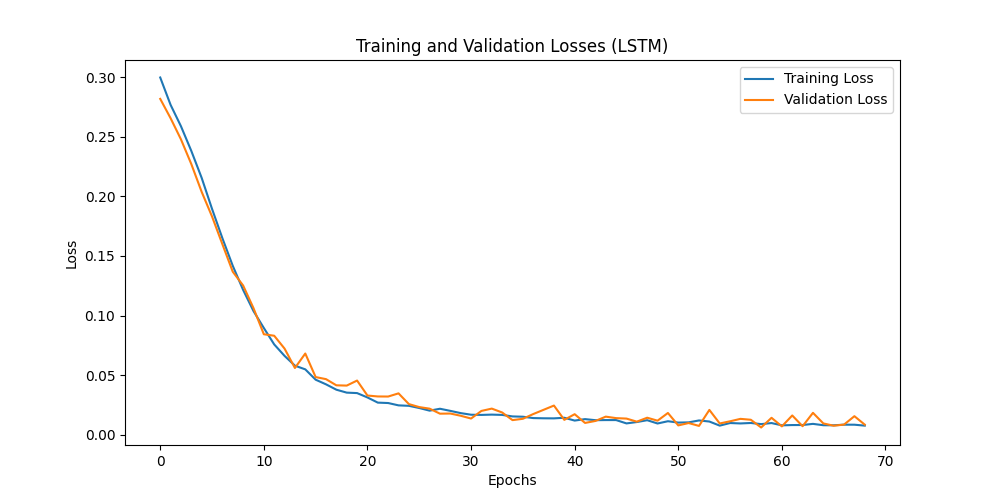 Training and Validation Losses (LSTM)
Training Loss
Validation Loss
0.30
0.25
0.20
0.15
0.10
0.05
0.00
Loss
0 10 20 30 40 50 60 70
Epochs